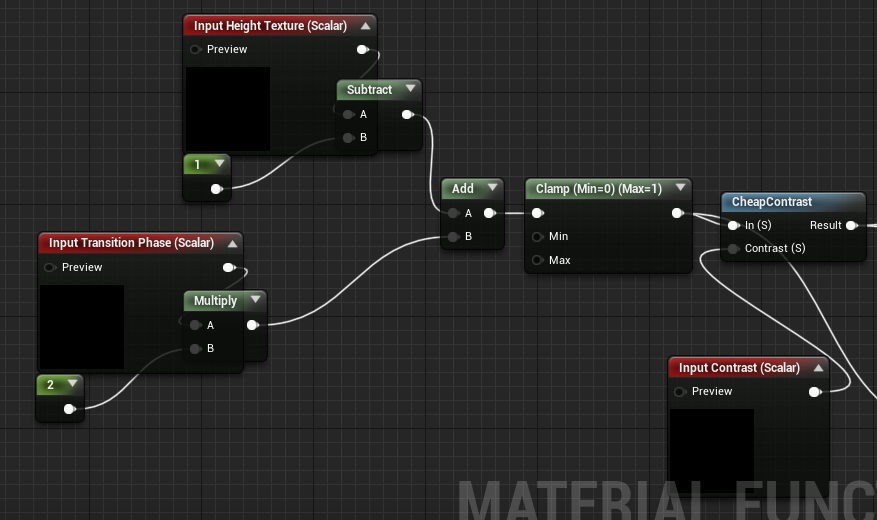 Input Height Texture (Scalar)
Preview
Subtract
A
B
1
Add
A
B
Clamp (Min=0) (Max=1)
Min
Max
CheapContrast
In (S) Result
Contrast (S)
Input Transition Phase (Scalar)
Preview
Multiply
A
B
2
Input Contrast (Scalar)
Preview
MATERIAL